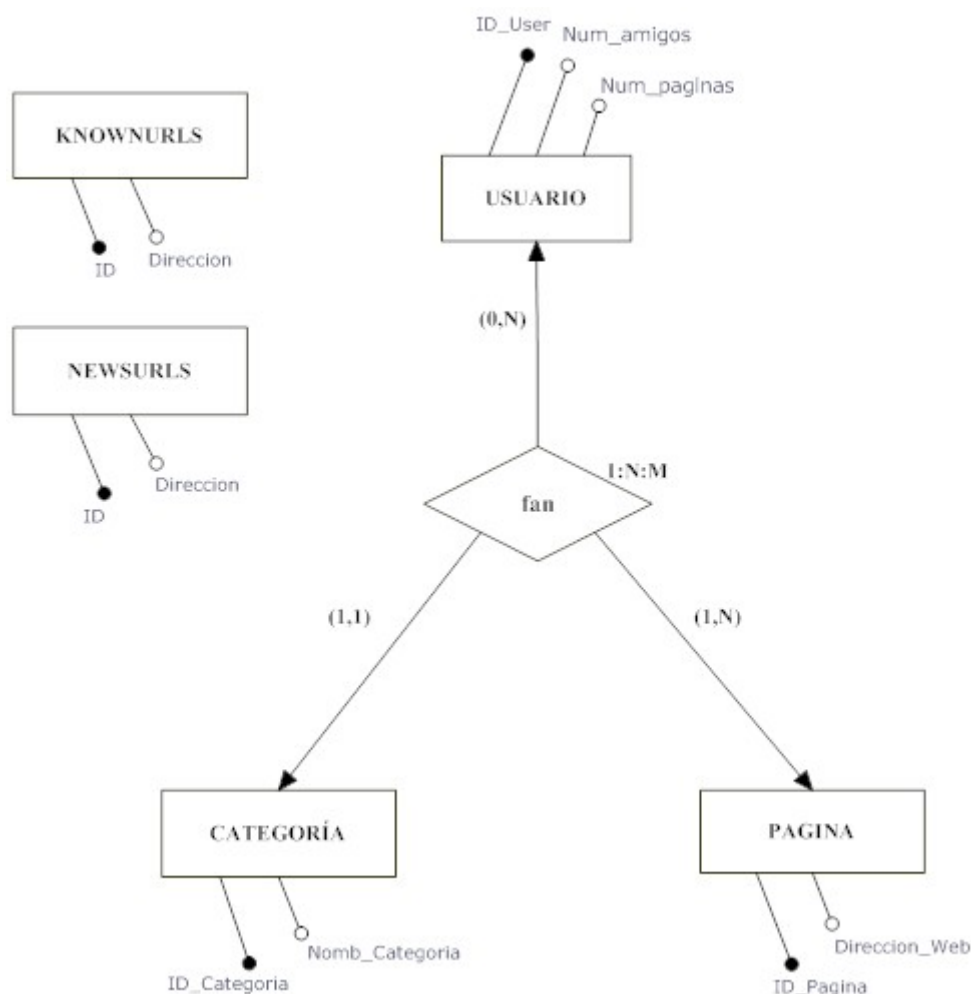 ID_User
Num_amigos
Num_paginas
KNOWNURLS
USUARIO
ID
Direccion
(0,N)
NEWSURLS
ID
Direccion
1:N:M
fan
(1,1)
(1,N)
CATEGORÍA
PAGINA
Nomb_Categoria
ID_Categoria
Direccion_Web
ID_Pagina